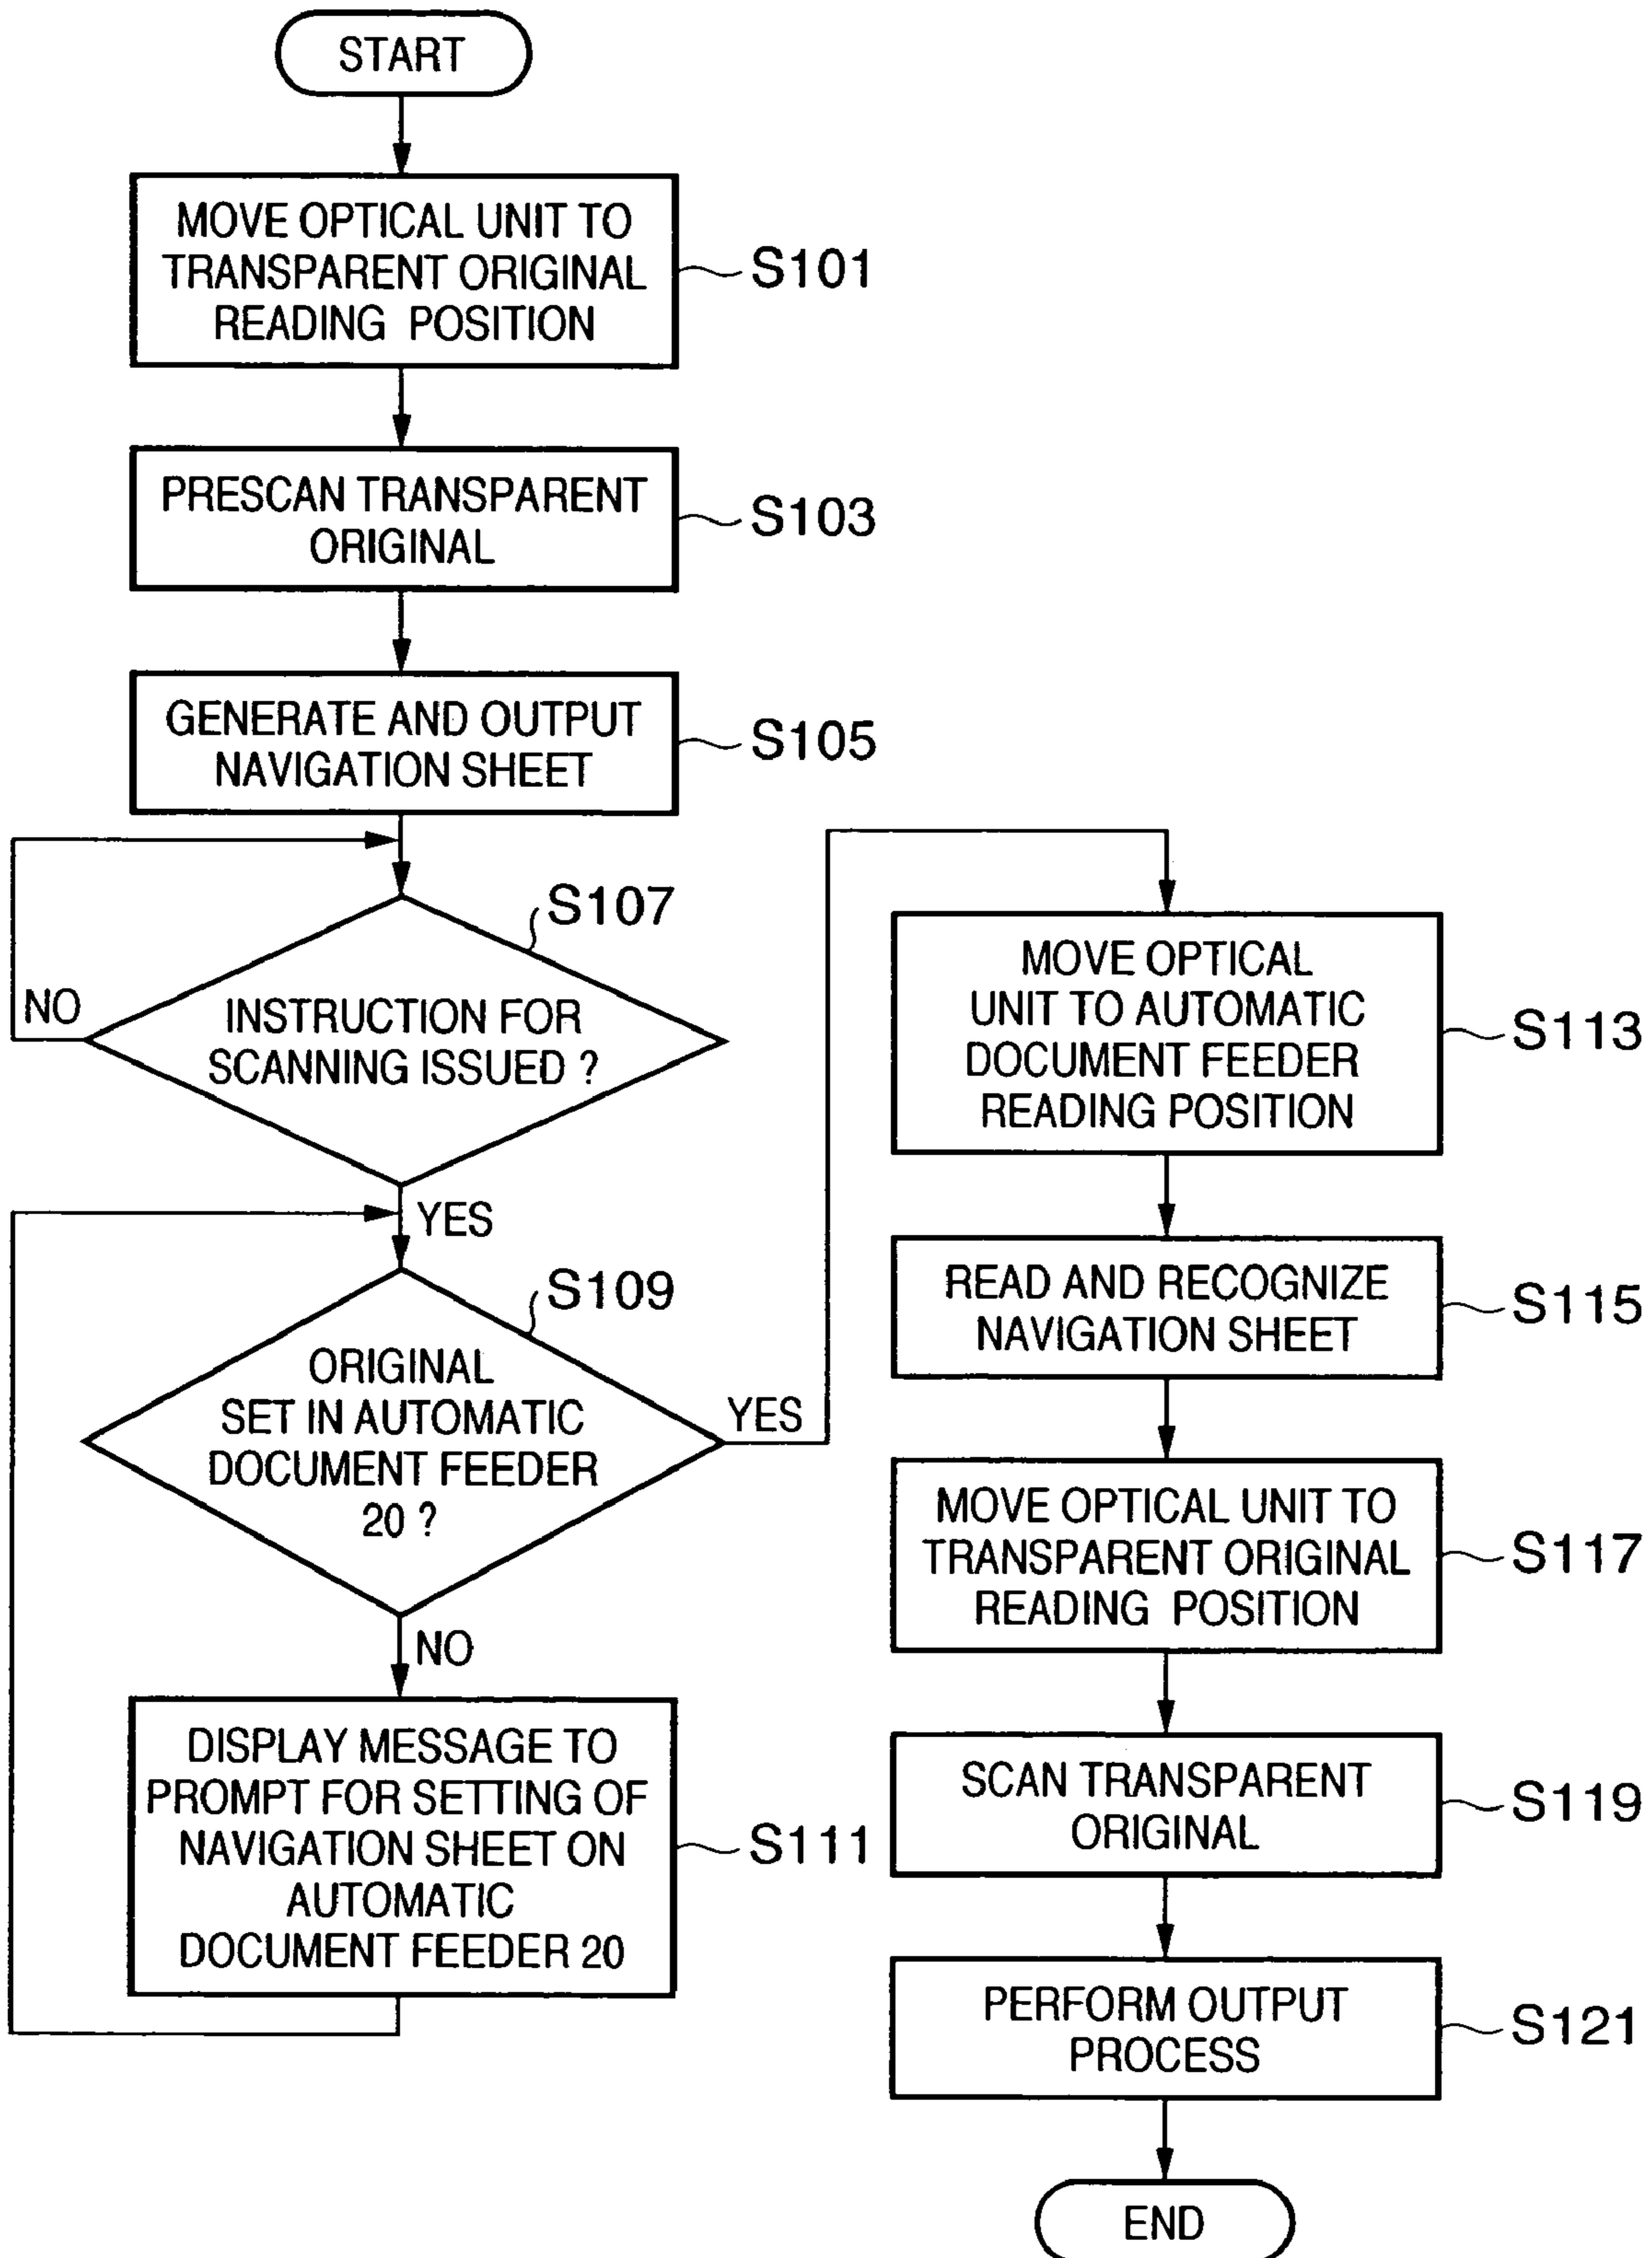 START
MOVE OPTICAL UNIT TO
TRANSPARENT ORIGINAL
READING POSITION
S101
PRESCAN TRANSPARENT
ORIGINAL
S103
GENERATE AND OUTPUT
NAVIGATION SHEET
S105
S107
NO
INSTRUCTION FOR
SCANNING ISSUED ?
YES
S109
ORIGINAL
SET IN AUTOMATIC
DOCUMENT FEEDER
20 ?
YES
NO
DISPLAY MESSAGE TO
PROMPT FOR SETTING OF
NAVIGATION SHEET ON
AUTOMATIC
DOCUMENT FEEDER 20
S111
MOVE OPTICAL
UNIT TO AUTOMATIC
DOCUMENT FEEDER
READING POSITION
S113
READ AND RECOGNIZE
NAVIGATION SHEET
S115
MOVE OPTICAL UNIT TO
TRANSPARENT ORIGINAL
READING POSITION
S117
SCAN TRANSPARENT
ORIGINAL
S119
PERFORM OUTPUT
PROCESS
S121
END